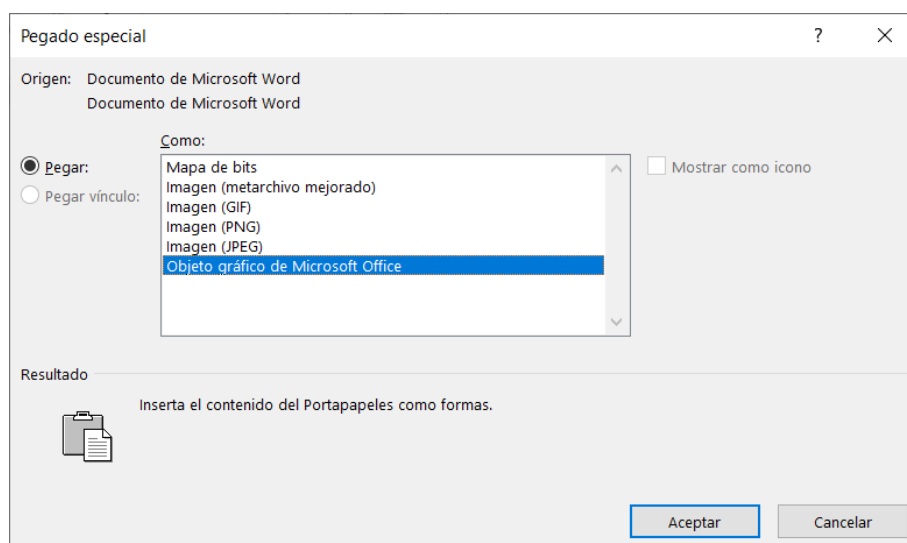 Pegado especial
?
Origen: Documento de Microsoft Word
Documento de Microsoft Word
Como:
Pegar:
Pegar vínculo:
Mapa de bits
Imagen (metarchivo mejorado)
Imagen (GIF)
Imagen (PNG)
Imagen (JPEG)
Objeto gráfico de Microsoft Office
Mostrar como icono
Resultado
Inserta el contenido del Portapapeles como formas.
Aceptar
Cancelar